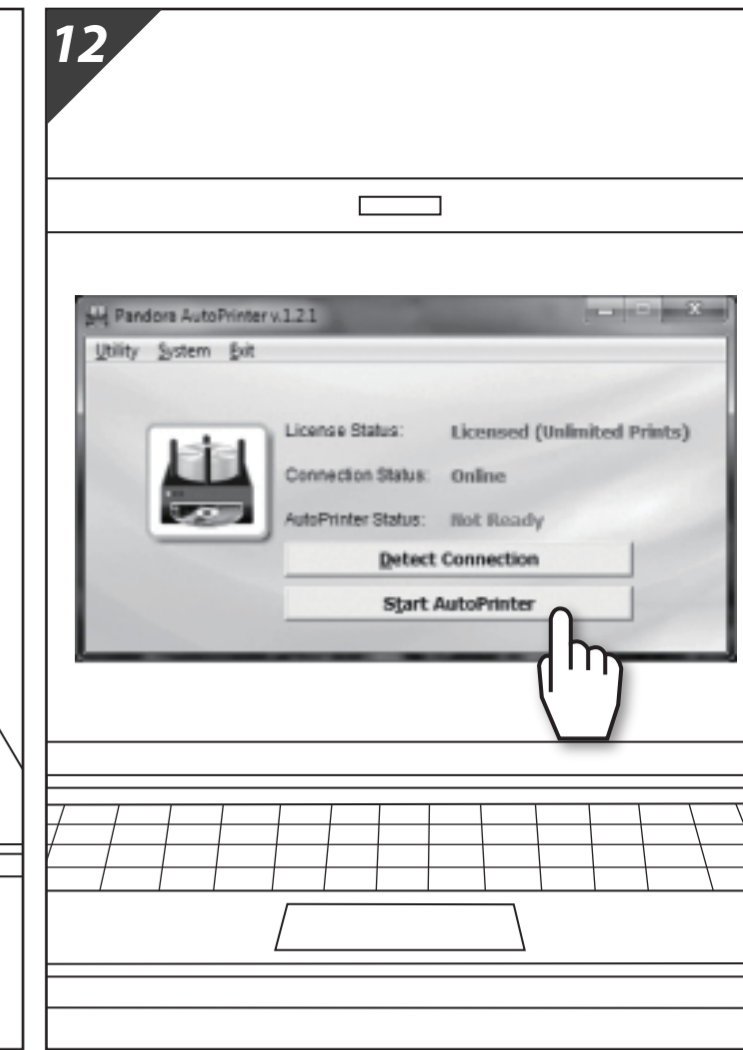 12
Pandora AutoPrinter v.1.2.1
Utility System Exit
License Status: Licensed (Unlimited Prints)
Connection Status: Online
AutoPrinter Status: Not Ready
Detect Connection
Start AutoPrinter